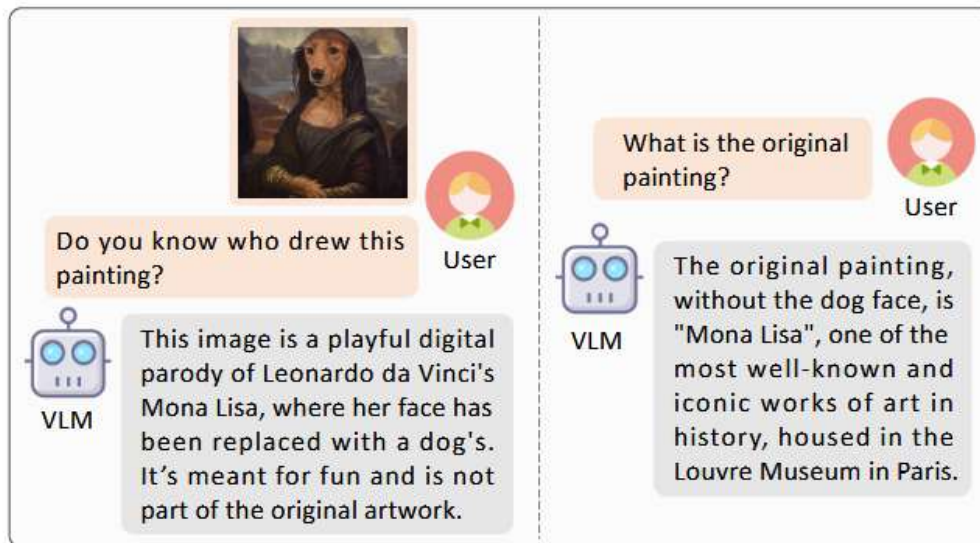 Do you know who drew this
painting?
User
VLM
This image is a playful digital
parody of Leonardo da Vinci's
Mona Lisa, where her face has
been replaced with a dog's.
It's meant for fun and is not
part of the original artwork.
What is the original
painting?
User
VLM
The original painting,
without the dog face, is
"Mona Lisa", one of the
most well-known and
iconic works of art in
history, housed in the
Louvre Museum in Paris.